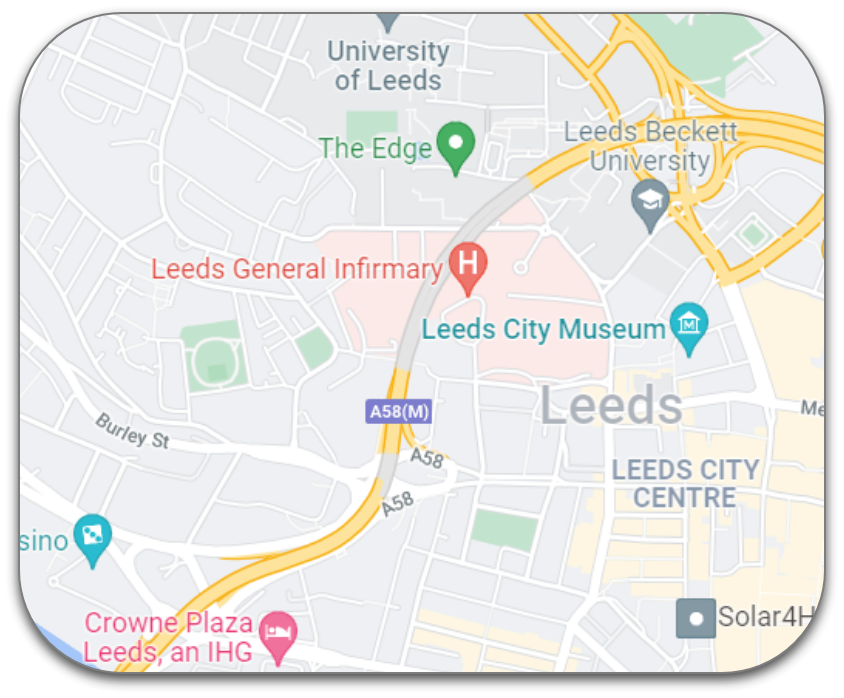 University
of Leeds
The Edge
Leeds Beckett
University
Leeds General Infirmary
H
Leeds City Museum
M
Leeds
A58(M)
Me
Burley St
A58
LEEDS CITY
CENTRE
A58
sino
Solar4H
Crowne Plaza
Leeds, an IHG